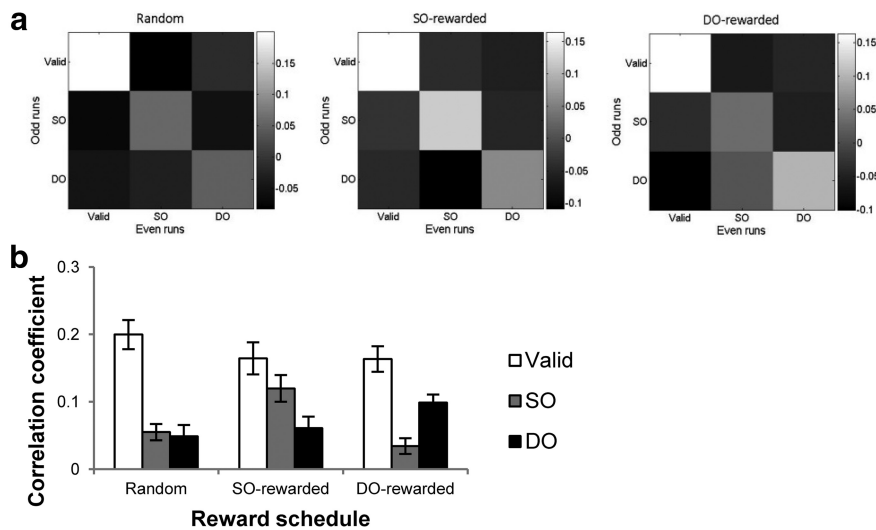 a
Random
SO-rewarded
DO-rewarded
Odd runs
Valid
SO
DO
Valid SO DO
Even runs
0.15
0.1
0.05
0
-0.05
Odd runs
Valid
SO
DO
Valid SO DO
Even runs
0.15
0.1
0.05
0
-0.05
-0.1
Odd runs
Valid
SO
DO
Valid SO DO
Even runs
0.15
0.1
0.05
0
-0.05
-0.1
b
Correlation coefficient
0.3
0.2
0.1
0
Random SO-rewarded DO-rewarded
Reward schedule
Valid
SO
DO